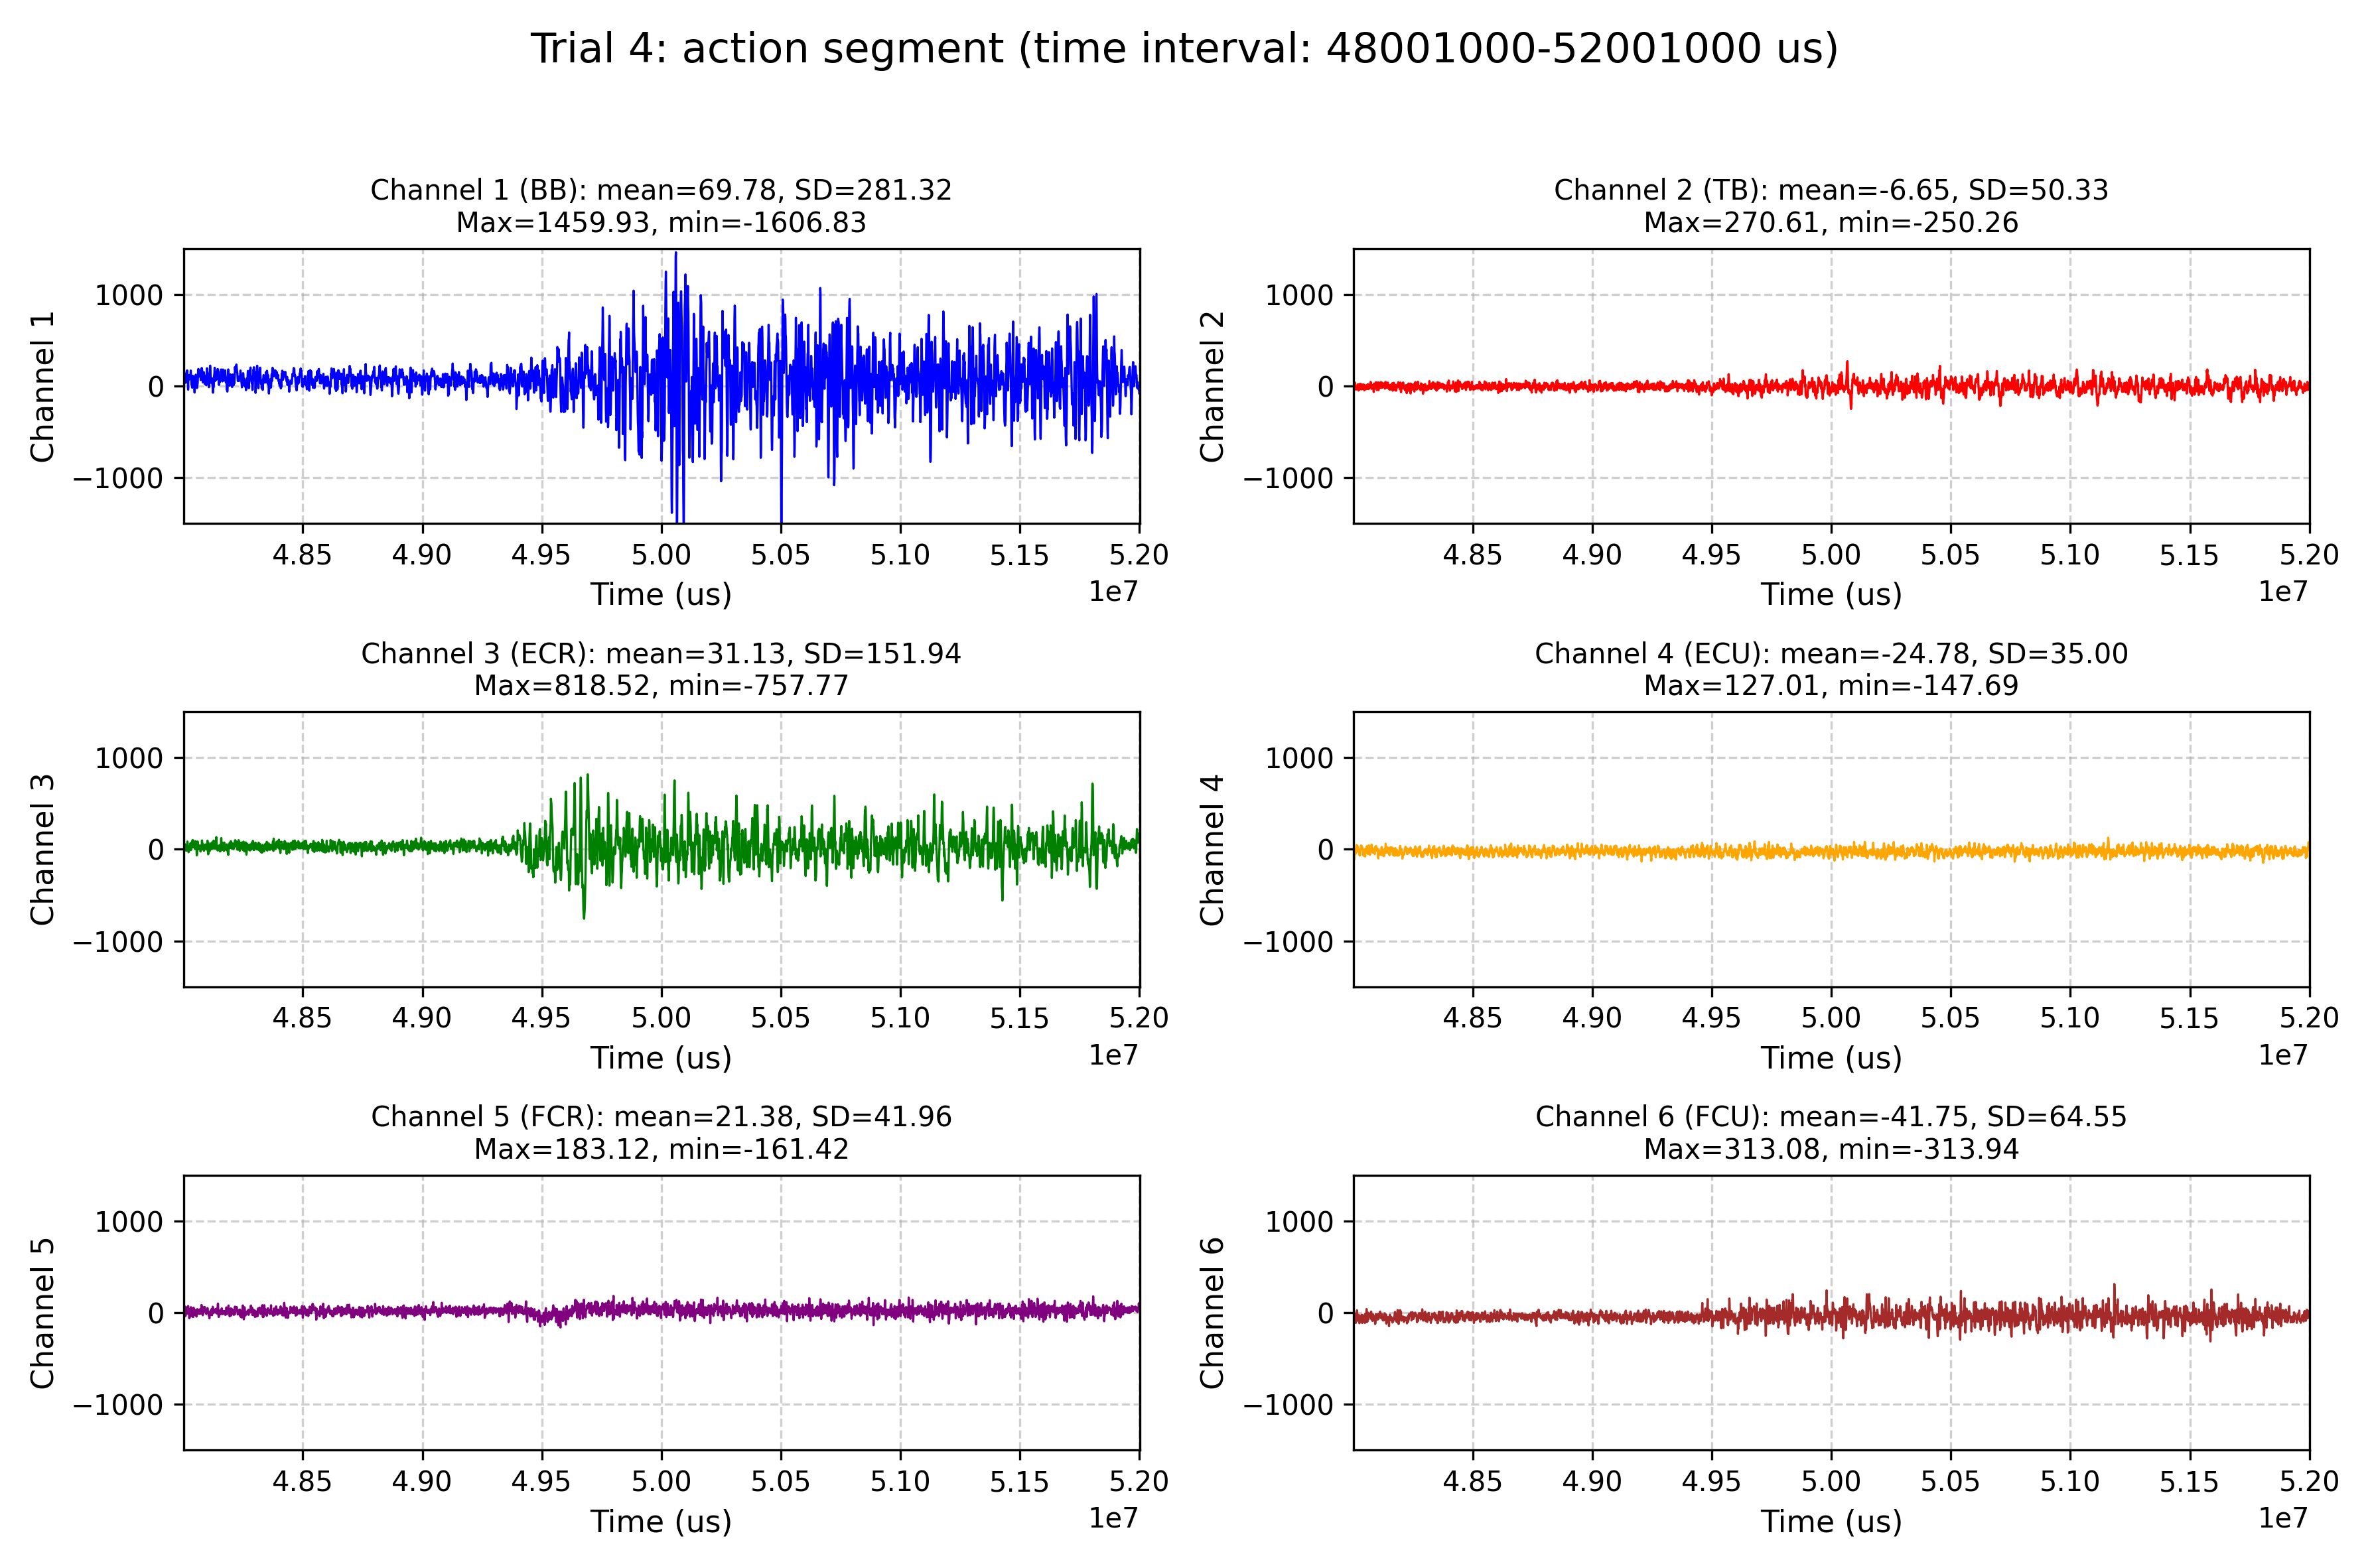 Trial 4: action segment (time interval: 48001000-52001000 us)
Channel 1 (BB): mean=69.78, SD=281.32
Max=1459.93, min=-1606.83
Channel 1
1000
0
−1000
4.85 4.90 4.95 5.00 5.05 5.10 5.15 5.20
1e7
Time (us)
Channel 2 (TB): mean=-6.65, SD=50.33
Max=270.61, min=-250.26
Channel 2
1000
0
−1000
4.85 4.90 4.95 5.00 5.05 5.10 5.15 5.20
1e7
Time (us)
Channel 3 (ECR): mean=31.13, SD=151.94
Max=818.52, min=-757.77
Channel 3
1000
0
−1000
4.85 4.90 4.95 5.00 5.05 5.10 5.15 5.20
1e7
Time (us)
Channel 4 (ECU): mean=-24.78, SD=35.00
Max=127.01, min=-147.69
Channel 4
1000
0
−1000
4.85 4.90 4.95 5.00 5.05 5.10 5.15 5.20
1e7
Time (us)
Channel 5 (FCR): mean=21.38, SD=41.96
Max=183.12, min=-161.42
Channel 5
1000
0
−1000
4.85 4.90 4.95 5.00 5.05 5.10 5.15 5.20
1e7
Time (us)
Channel 6 (FCU): mean=-41.75, SD=64.55
Max=313.08, min=-313.94
Channel 6
1000
0
−1000
4.85 4.90 4.95 5.00 5.05 5.10 5.15 5.20
1e7
Time (us)